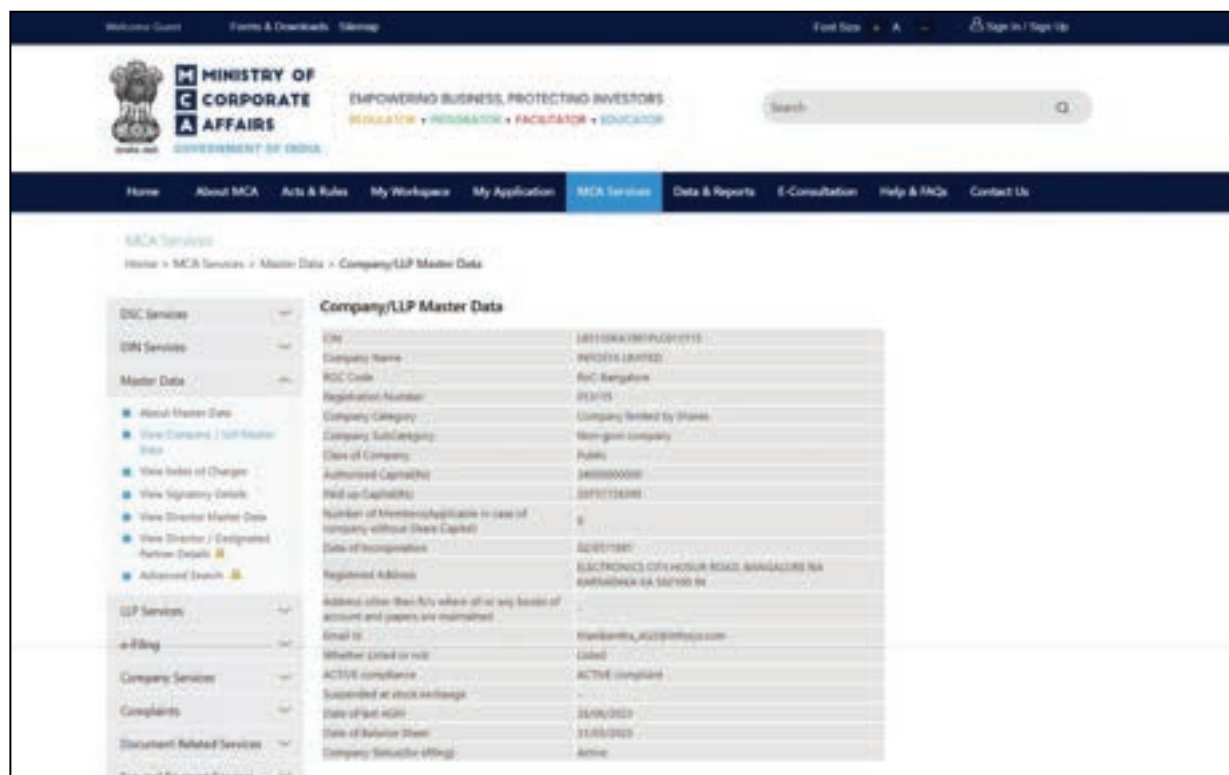 Welcome Guest Forms & Downloads Sitemap Font Size + A - Sign In / Sign Up
MCA MINISTRY OF CORPORATE AFFAIRS
GOVERNMENT OF INDIA
EMPOWERING BUSINESS, PROTECTING INVESTORS
REGULATOR • INTEGRATOR • FACILITATOR • EDUCATOR
Search
Home About MCA Acts & Rules My Workspace My Application MCA Services Data & Reports E-Consultation Help & FAQs Contact Us
MCA Services
Home > MCA Services > Master Data > Company/LLP Master Data
DSC Services
DIN Services
Master Data
About Master Data
View Company / LLP Master Data
View Index of Charges
View Signatory Details
View Director Master Data
View Director / Designated Partner Details
Advanced Search
LLP Services
e-Filing
Company Services
Complaints
Document Related Services
Company/LLP Master Data
CIN
Company Name INFOSYS LIMITED
ROC Code RoC-Bangalore
Registration Number
Company Category Company limited by Shares
Company SubCategory Non-govt company
Class of Company Public
Authorised Capital(Rs)
Paid up Capital(Rs)
Number of Members(Applicable in case of company without Share Capital) 0
Date of Incorporation 02/07/1981
Registered Address ELECTRONICS CITY HOSUR ROAD, BANGALORE NA KARNATAKA KA
Address other than R/o where all or any books of account and papers are maintained -
Email Id
Whether Listed or not Listed
ACTIVE compliance ACTIVE compliant
Suspended at stock exchange -
Date of last AGM
Date of Balance Sheet 31/03/2023
Company Status(for efiling) Active